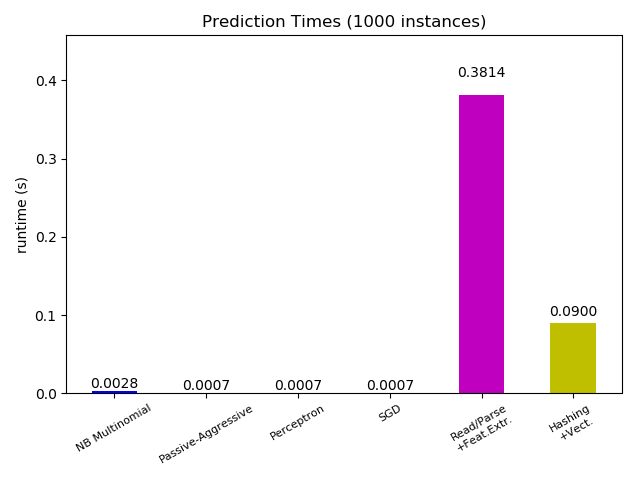 Prediction Times (1000 instances)
runtime (s)
0.4
0.3
0.2
0.1
0.0
0.0028
0.0007
0.0007
0.0007
0.3814
0.0900
NB Multinomial
Passive-Aggressive
Perceptron
SGD
Read/Parse
+Feat.Extr.
Hashing
+Vect.